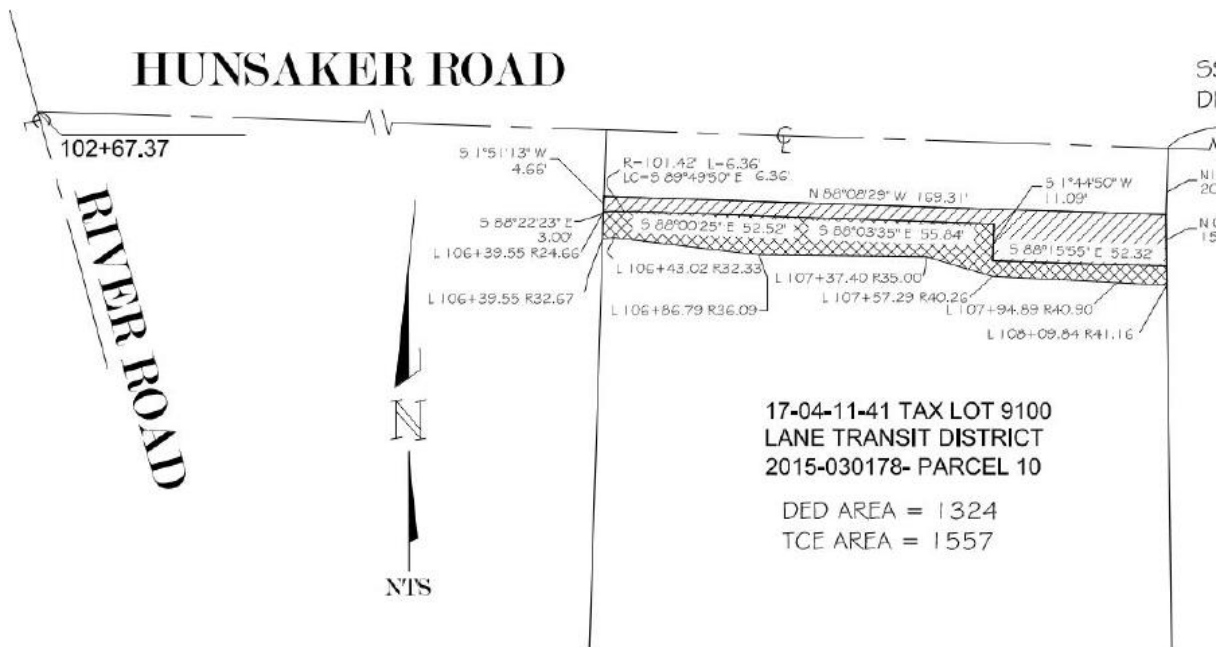 HUNSAKER ROAD
102+67.37
RIVER ROAD
S 1°51'13" W
4.66'
R=101.42' L=6.36'
LC=S 89°49'50" E 6.36'
N 88°08'29" W 169.31'
S 1°44'50" W
11.09'
S 88°22'23" E
3.00'
S 88°00'25" E 52.52'
S 88°03'35" E 55.84'
S 88°15'55" E 52.32'
L 106+39.55 R24.66
L 106+39.55 R32.67
L 106+43.02 R32.33
L 106+86.79 R36.09
L 107+37.40 R35.00
L 107+57.29 R40.26
L 107+94.89 R40.90
L 108+09.84 R41.16
20
15
N
NTS
17-04-11-41 TAX LOT 9100
LANE TRANSIT DISTRICT
2015-030178- PARCEL 10
DED AREA = 1324
TCE AREA = 1557